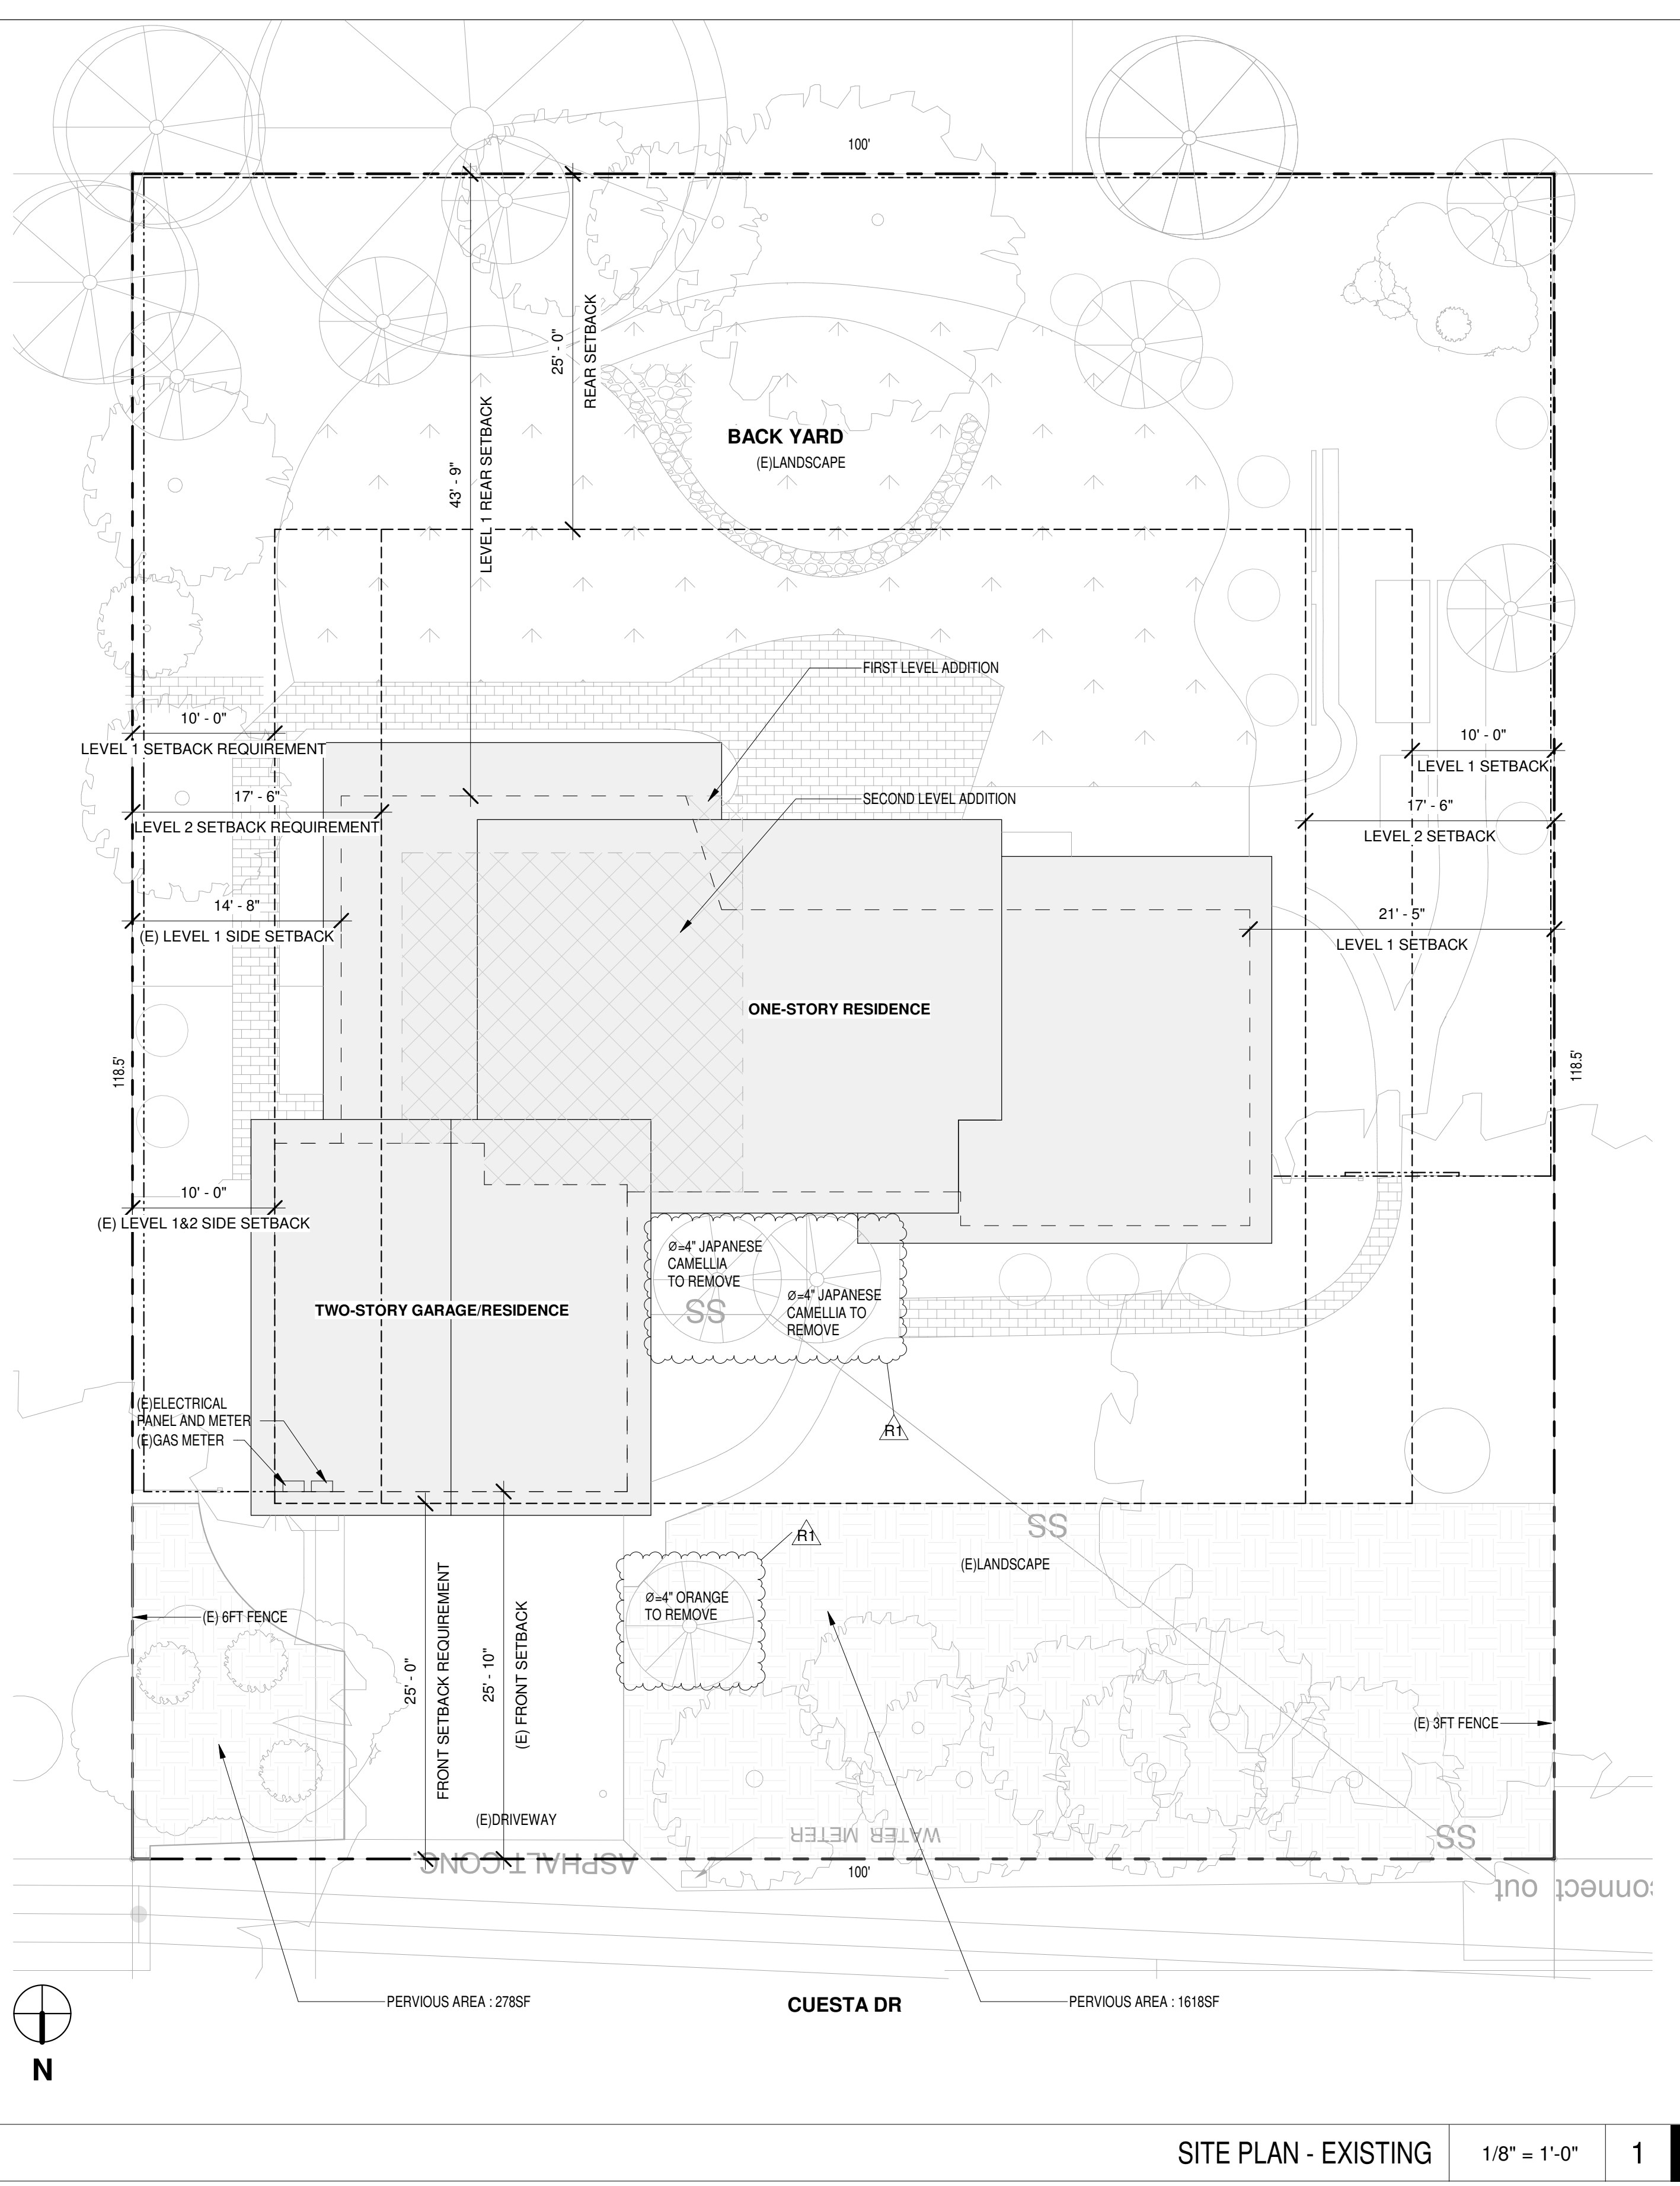 100'
25' - 0"
REAR SETBACK
43' - 9"
LEVEL 1 REAR SETBACK
BACK YARD
(E)LANDSCAPE
FIRST LEVEL ADDITION
10' - 0"
LEVEL 1 SETBACK REQUIREMENT
10' - 0"
LEVEL 1 SETBACK
17' - 6"
LEVEL 2 SETBACK REQUIREMENT
SECOND LEVEL ADDITION
17' - 6"
LEVEL 2 SETBACK
14' - 8"
(E) LEVEL 1 SIDE SETBACK
21' - 5"
LEVEL 1 SETBACK
ONE-STORY RESIDENCE
118.5'
118.5'
10' - 0"
(E) LEVEL 1&2 SIDE SETBACK
Ø=4" JAPANESE
CAMELLIA
TO REMOVE
SS
Ø=4" JAPANESE
CAMELLIA TO
REMOVE
TWO-STORY GARAGE/RESIDENCE
(E)ELECTRICAL
PANEL AND METER
(E)GAS METER
R1
R1
SS
(E)LANDSCAPE
Ø=4" ORANGE
TO REMOVE
(E) 6FT FENCE
25' - 0"
FRONT SETBACK REQUIREMENT
25' - 10"
(E) FRONT SETBACK
(E) 3FT FENCE
(E)DRIVEWAY
WATER METER
SS
ASPHALT CONC
100'
connect out
PERVIOUS AREA : 278SF
CUESTA DR
PERVIOUS AREA : 1618SF
N
SITE PLAN - EXISTING
1/8" = 1'-0"
1